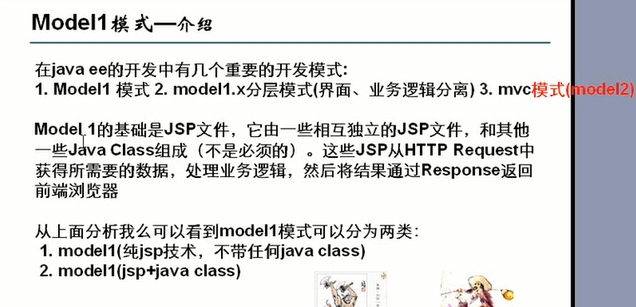 Model1模式—介绍
在java ee的开发中有几个重要的开发模式:
1. Model1 模式 2. model1.x分层模式(界面、业务逻辑分离) 3. mvc模式(model2)
Model 1的基础是JSP文件，它由一些相互独立的JSP文件，和其他
一些Java Class组成（不是必须的）。这些JSP从HTTP Request中
获得所需要的数据，处理业务逻辑，然后将结果通过Response返回
前端浏览器
从上面分析我么可以看到model1模式可以分为两类：
1. model1(纯jsp技术，不带任何java class)
2. model1(jsp+java class)